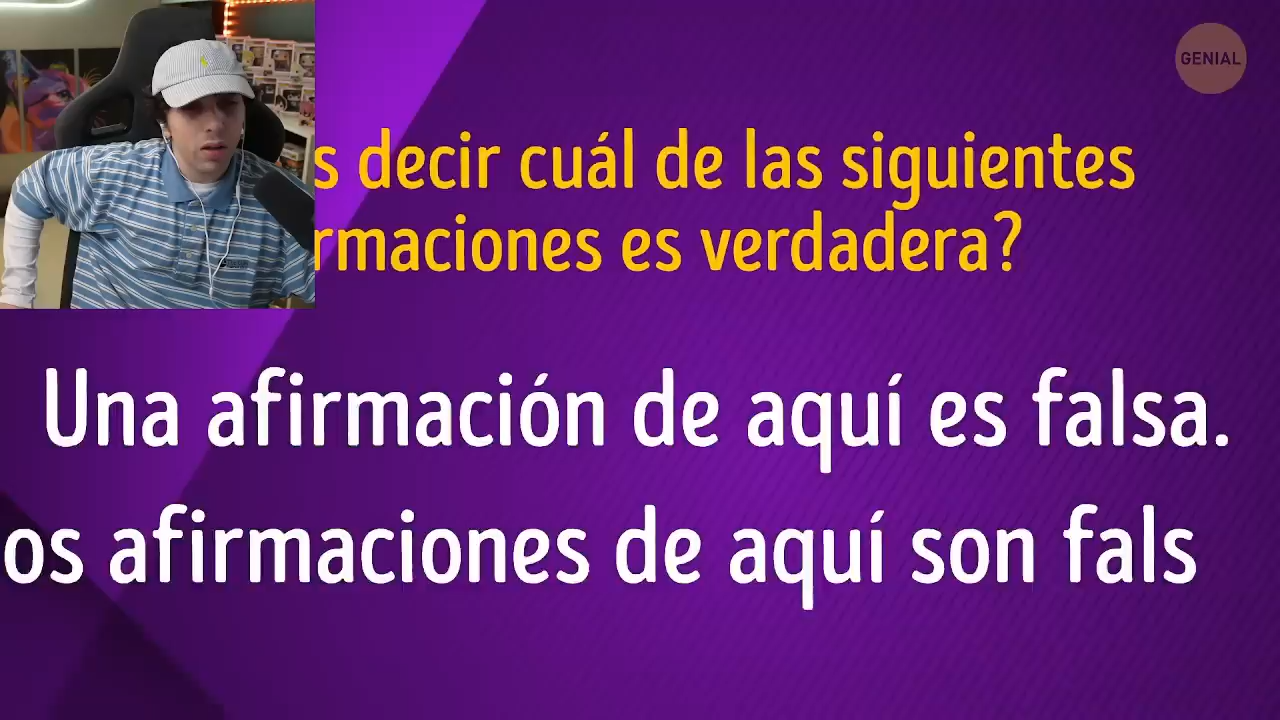 GENIAL
s decir cuál de las siguientes
rmaciones es verdadera?
Una afirmación de aquí es falsa.
os afirmaciones de aquí son fals